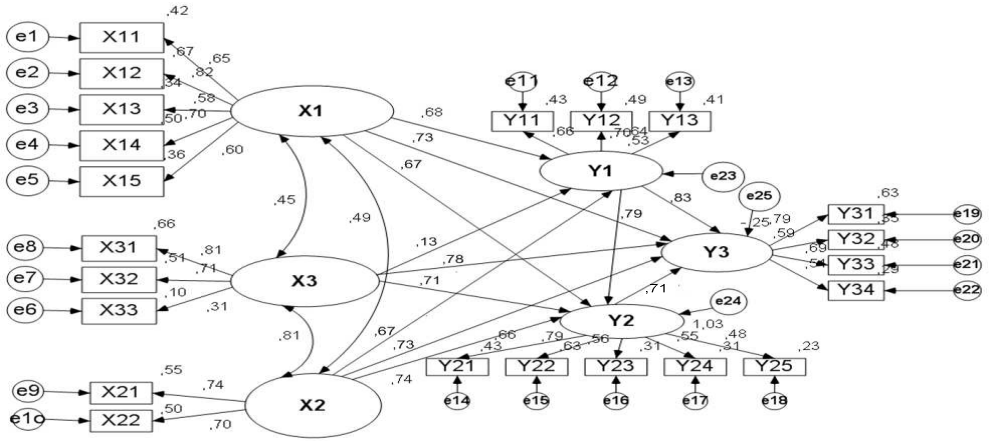 ,42
e1 X11
,67 ,65
e2 X12 ,82
,34
e3 X13 ,58
,50 ,70
e4 X14
,36
e5 X15 ,60
X1
,68
,73
,67
,45
,49
e11 e12 e13
,43 ,49 ,41
Y11 Y12 Y13
,66 ,70 ,64
,53
Y1
e23
e25
,83
,79
-,25 ,79
,59
,69
,63
Y31 e19
Y32 e20
Y33 e21
,29
Y34 e22
Y3
,66
e8 X31 ,81
,51 ,71
e7 X32
,10
e6 X33 ,31
X3
,13
,78
,71
,71
e24
Y2
1,03
,81
,67
,73
,66
,74
,79 ,56 ,55 ,48
,43 ,63 ,31 ,31 ,23
Y21 Y22 Y23 Y24 Y25
e14 e15 e16 e17 e18
,55
e9 X21 ,74
,50
e1o X22 ,70
X2